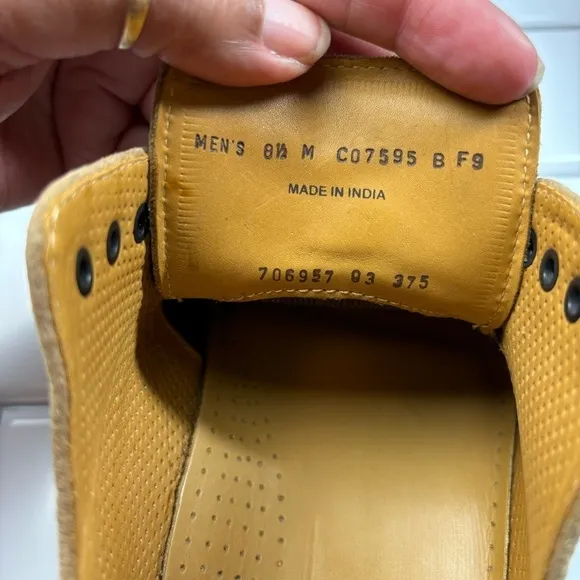 MEN'S 8½ M C07595 B F9
MADE IN INDIA
706957 03 375